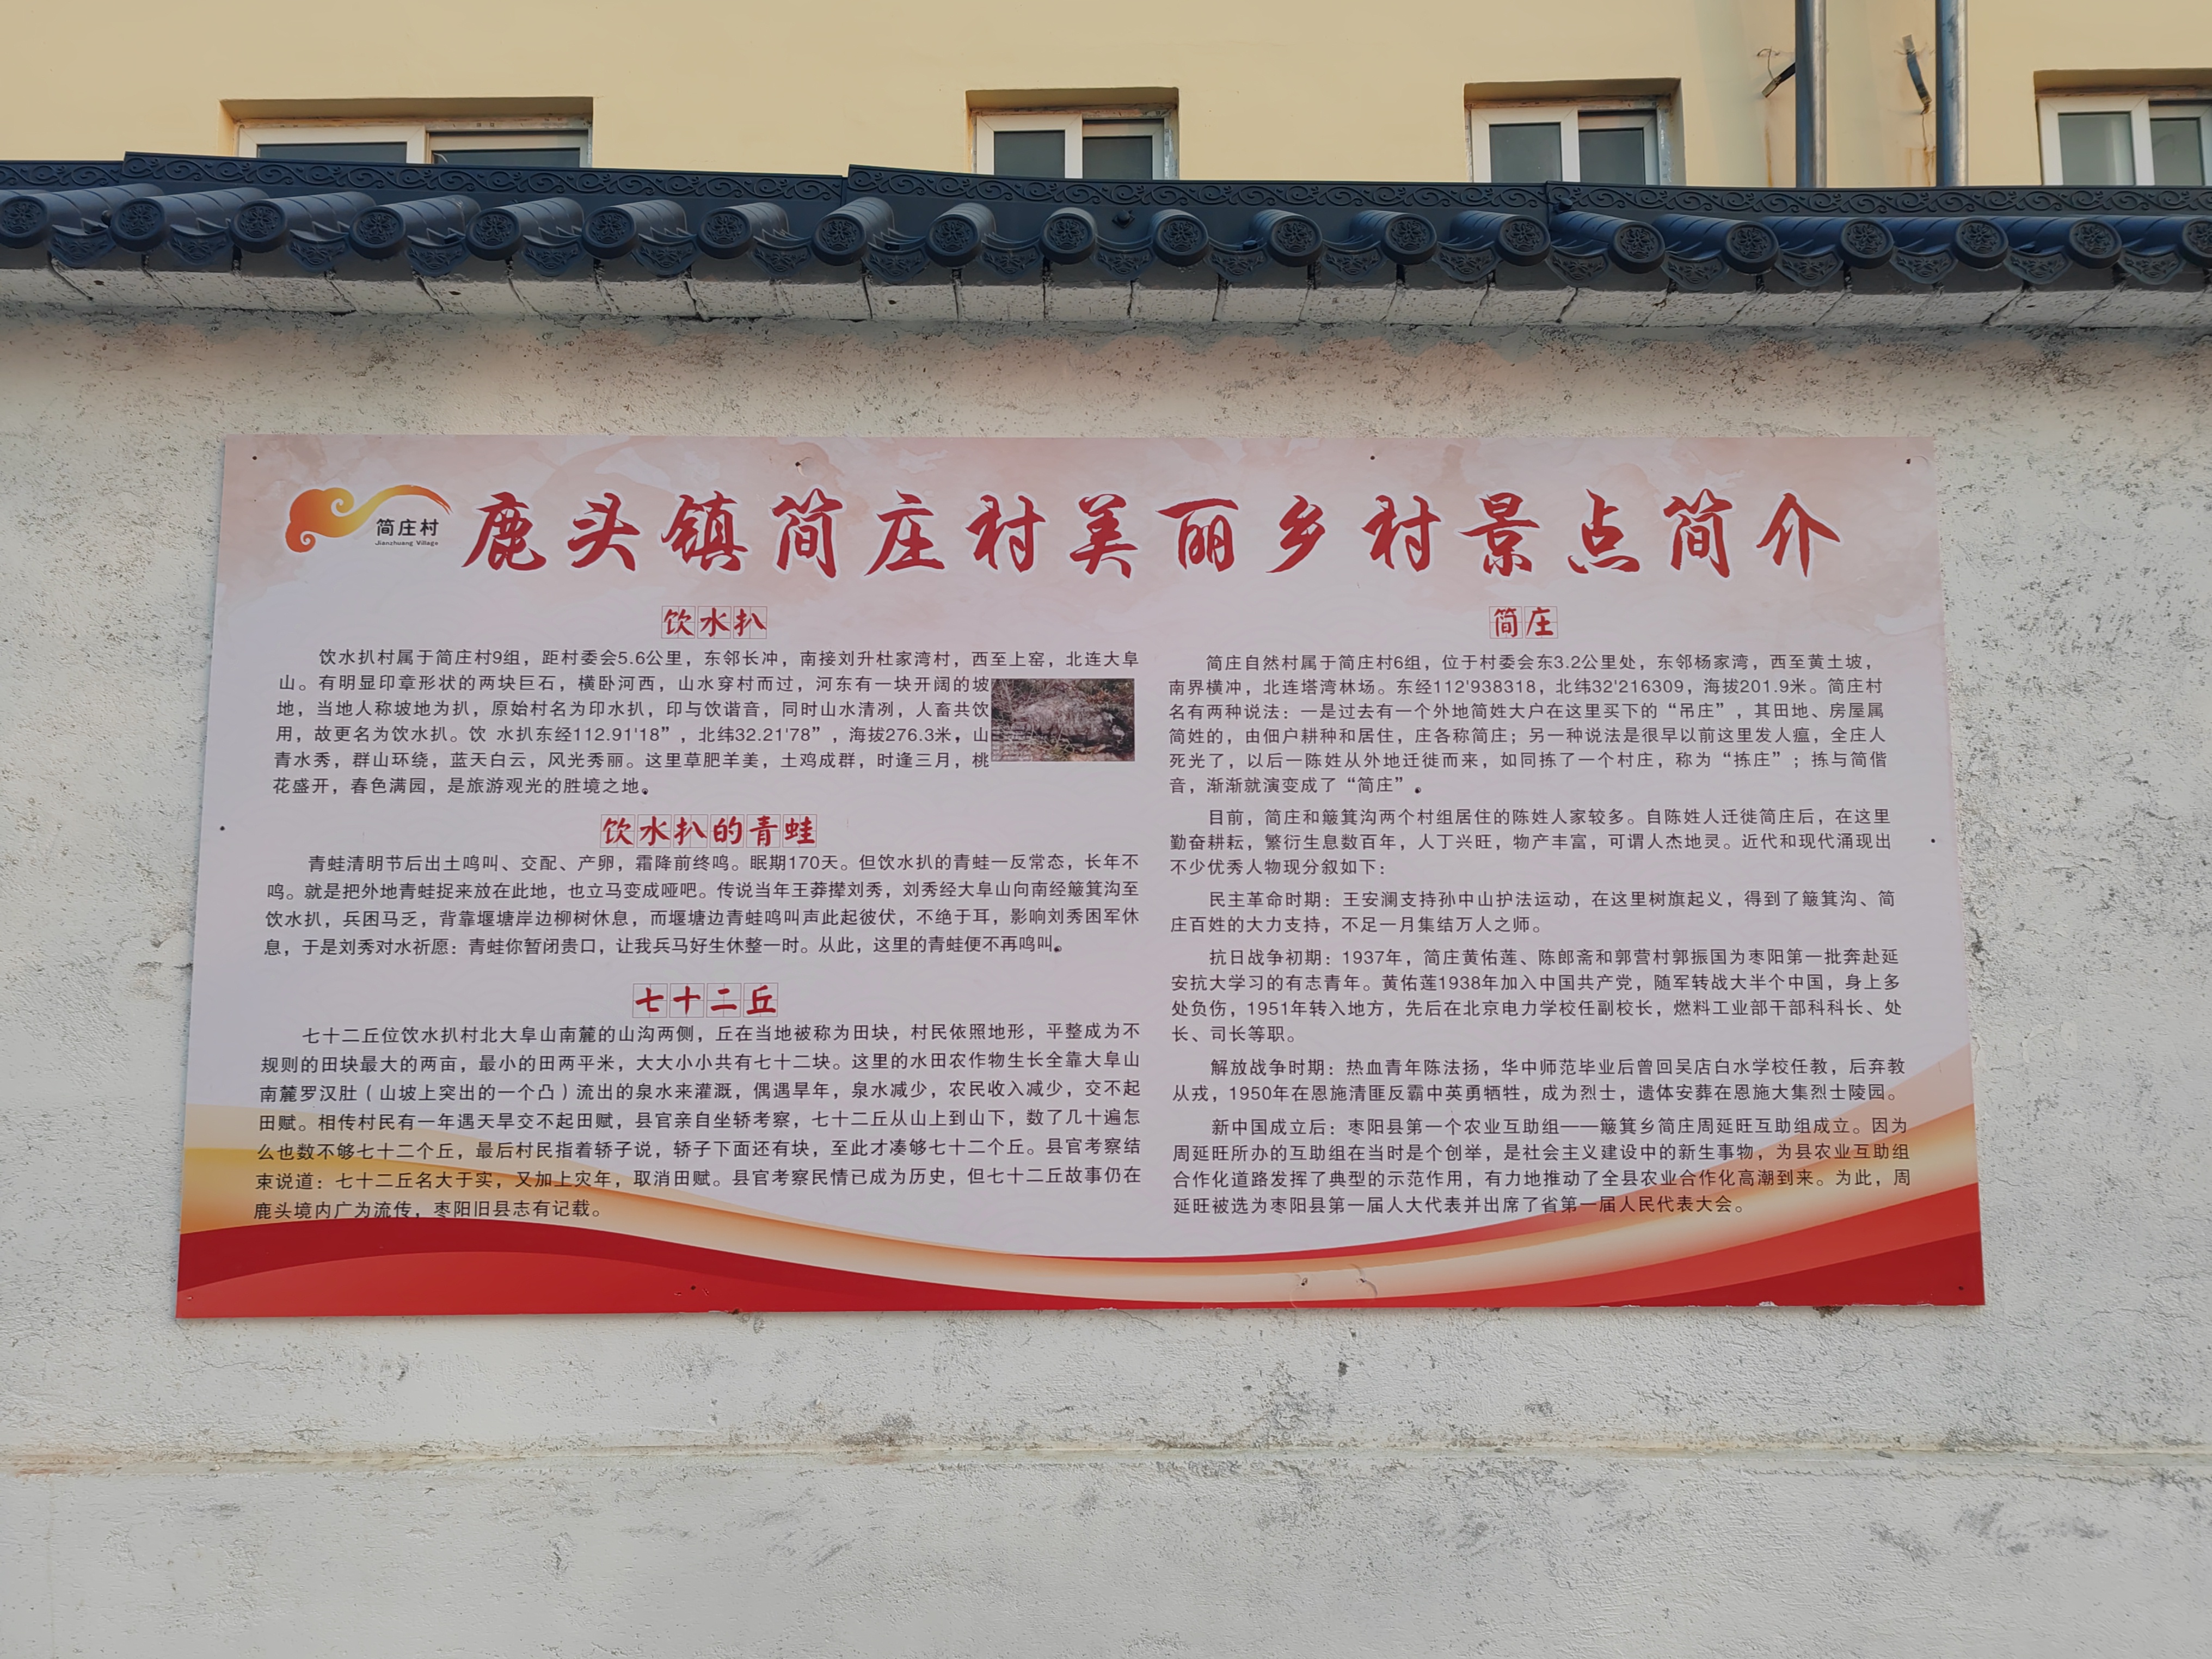 简庄村
Jianzhuang Village
鹿头镇简庄村美丽乡村景点简介
饮水扒
饮水扒村属于简庄村9组，距村委会5.6公里，东邻长冲，南接刘升杜家湾村，西至上窑，北连大阜
山。有明显印章形状的两块巨石，横卧河西，山水穿村而过，河东有一块开阔的坡
地，当地人称坡地为扒，原始村名为印水扒，印与饮谐音，同时山水清冽，人畜共饮
用，故更名为饮水扒。饮 水扒东经112.91'18”，北纬32.21'78”，海拔276.3米，山
青水秀，群山环绕，蓝天白云，风光秀丽。这里草肥羊美，土鸡成群，时逢三月，桃
花盛开，春色满园，是旅游观光的胜境之地。
饮水扒的青蛙
青蛙清明节后出土鸣叫、交配、产卵，霜降前终鸣。眠期170天。但饮水扒的青蛙一反常态，长年不
鸣。就是把外地青蛙捉来放在此地，也立马变成哑吧。传说当年王莽撵刘秀，刘秀经大阜山向南经簸箕沟至
饮水扒，兵困马乏，背靠堰塘岸边柳树休息，而堰塘边青蛙鸣叫声此起彼伏，不绝于耳，影响刘秀困军休
息，于是刘秀对水祈愿：青蛙你暂闭贵口，让我兵马好生休整一时。从此，这里的青蛙便不再鸣叫。
七十二丘
七十二丘位饮水扒村北大阜山南麓的山沟两侧，丘在当地被称为田块，村民依照地形，平整成为不
规则的田块最大的两亩，最小的田两平米，大大小小共有七十二块。这里的水田农作物生长全靠大阜山
南麓罗汉肚（山坡上突出的一个凸）流出的泉水来灌溉，偶遇旱年，泉水减少，农民收入减少，交不起
田赋。相传村民有一年遇天旱交不起田赋，县官亲自坐轿考察，七十二丘从山上到山下，数了几十遍怎
么也数不够七十二个丘，最后村民指着轿子说，轿子下面还有块，至此才凑够七十二个丘。县官考察结
束说道：七十二丘名大于实，又加上灾年，取消田赋。县官考察民情已成为历史，但七十二丘故事仍在
鹿头境内广为流传，枣阳旧县志有记载。
简庄
简庄自然村属于简庄村6组，位于村委会东3.2公里处，东邻杨家湾，西至黄土坡，
南界横冲，北连塔湾林场。东经112'938318，北纬32'216309，海拔201.9米。简庄村
名有两种说法：一是过去有一个外地简姓大户在这里买下的“吊庄”，其田地、房屋属
简姓的，由佃户耕种和居住，庄各称简庄；另一种说法是很早以前这里发人瘟，全庄人
死光了，以后一陈姓从外地迁徙而来，如同拣了一个村庄，称为“拣庄”；拣与简偕
音，渐渐就演变成了“简庄”。
目前，简庄和簸箕沟两个村组居住的陈姓人家较多。自陈姓人迁徙简庄后，在这里
勤奋耕耘，繁衍生息数百年，人丁兴旺，物产丰富，可谓人杰地灵。近代和现代涌现出
不少优秀人物现分叙如下：
民主革命时期：王安澜支持孙中山护法运动，在这里树旗起义，得到了簸箕沟、简
庄百姓的大力支持，不足一月集结万人之师。
抗日战争初期：1937年，简庄黄佑莲、陈郎斋和郭营村郭振国为枣阳第一批奔赴延
安抗大学习的有志青年。黄佑莲1938年加入中国共产党，随军转战大半个中国，身上多
处负伤，1951年转入地方，先后在北京电力学校任副校长，燃料工业部干部科科长、处
长、司长等职。
解放战争时期：热血青年陈法扬，华中师范毕业后曾回吴店白水学校任教，后弃教
从戎，1950年在恩施清匪反霸中英勇牺牲，成为烈士，遗体安葬在恩施大集烈士陵园。
新中国成立后：枣阳县第一个农业互助组——簸箕乡简庄周延旺互助组成立。因为
周延旺所办的互助组在当时是个创举，是社会主义建设中的新生事物，为县农业互助组
合作化道路发挥了典型的示范作用，有力地推动了全县农业合作化高潮到来。为此，周
延旺被选为枣阳县第一届人大代表并出席了省第一届人民代表大会。